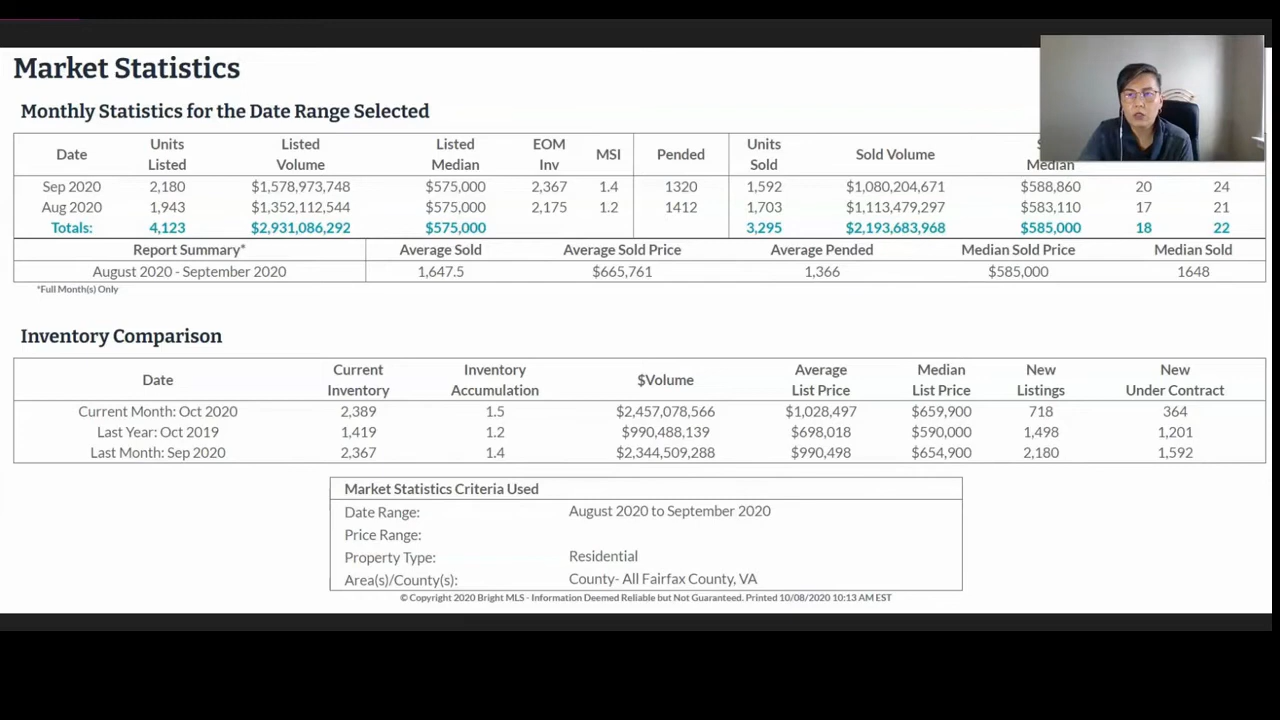 Market Statistics
Monthly Statistics for the Date Range Selected
Date Units Listed Listed Volume Listed Median EOM Inv MSI Pended Units Sold Sold Volume Median
Sep 2020 2,180 $1,578,973,748 $575,000 2,367 1.4 1320 1,592 $1,080,204,671 $588,860 20 24
Aug 2020 1,943 $1,352,112,544 $575,000 2,175 1.2 1412 1,703 $1,113,479,297 $583,110 17 21
Totals: 4,123 $2,931,086,292 $575,000 3,295 $2,193,683,968 $585,000 18 22
Report Summary* Average Sold Average Sold Price Average Pended Median Sold Price Median Sold
August 2020 - September 2020 1,647.5 $665,761 1,366 $585,000 1648
*Full Month(s) Only
Inventory Comparison
Date Current Inventory Inventory Accumulation $Volume Average List Price Median List Price New Listings New Under Contract
Current Month: Oct 2020 2,389 1.5 $2,457,078,566 $1,028,497 $659,900 718 364
Last Year: Oct 2019 1,419 1.2 $990,488,139 $698,018 $590,000 1,498 1,201
Last Month: Sep 2020 2,367 1.4 $2,344,509,288 $990,498 $654,900 2,180 1,592
Market Statistics Criteria Used
Date Range: August 2020 to September 2020
Price Range:
Property Type: Residential
Area(s)/County(s): County- All Fairfax County, VA
© Copyright 2020 Bright MLS - Information Deemed Reliable but Not Guaranteed. Printed 10/08/2020 10:13 AM EST